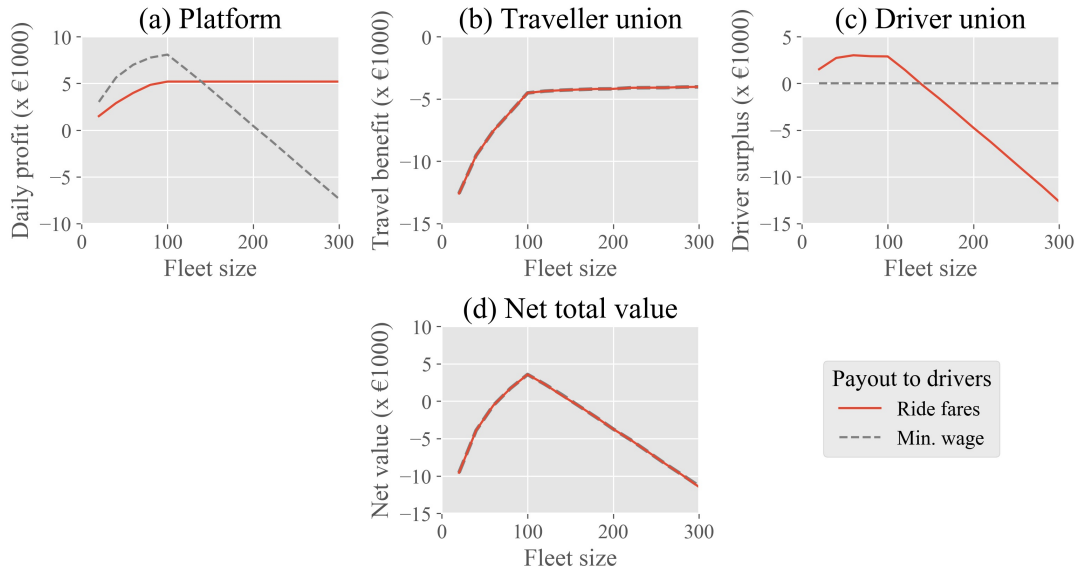 (a) Platform
Daily profit (x €1000)
10
5
0
−5
−10
0
100
200
300
Fleet size
(b) Traveller union
Travel benefit (x €1000)
0
−5
−10
−15
0
100
200
300
Fleet size
(c) Driver union
Driver surplus (x €1000)
5
0
−5
−10
−15
0
100
200
300
Fleet size
(d) Net total value
Net value (x €1000)
10
5
0
−5
−10
−15
0
100
200
300
Fleet size
Payout to drivers
Ride fares
Min. wage